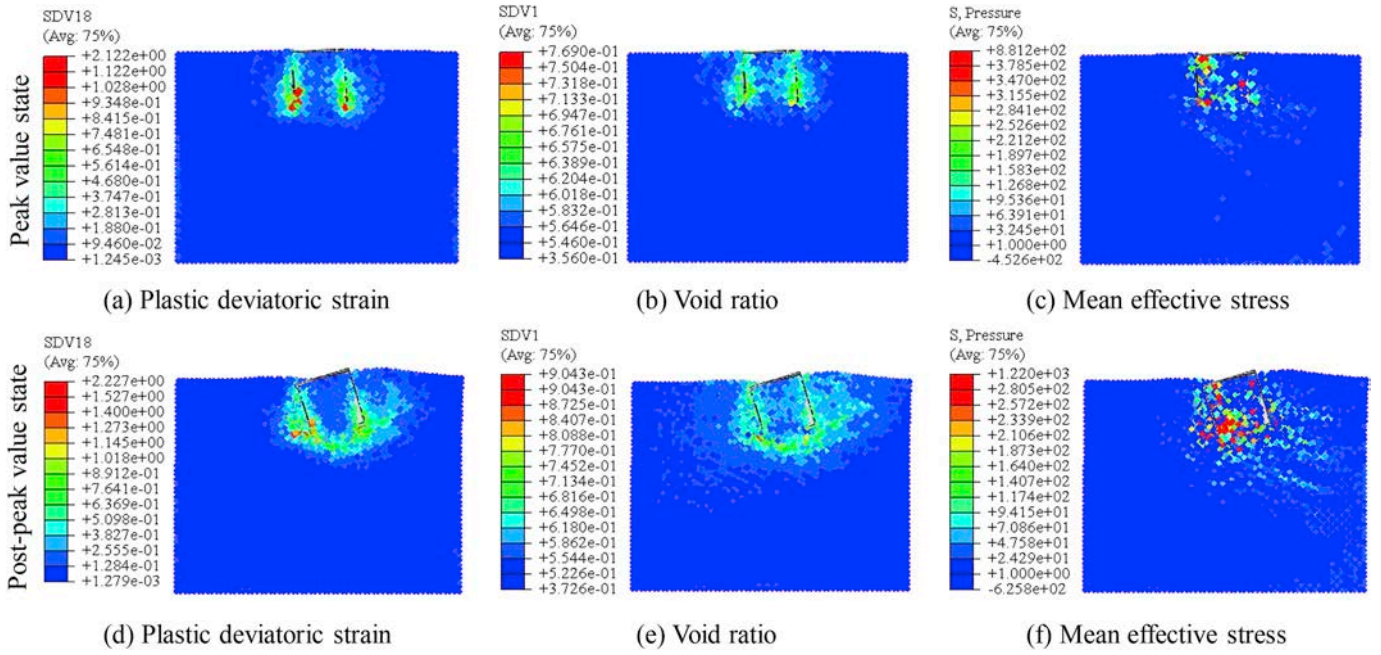 Peak value state
SDV18
(Avg: 75%)
+2.122e+00
+1.122e+00
+1.028e+00
+9.348e-01
+8.415e-01
+7.481e-01
+6.548e-01
+5.614e-01
+4.680e-01
+3.747e-01
+2.813e-01
+1.880e-01
+9.460e-02
+1.245e-03
(a) Plastic deviatoric strain
SDV1
(Avg: 75%)
+7.690e-01
+7.504e-01
+7.318e-01
+7.133e-01
+6.947e-01
+6.761e-01
+6.575e-01
+6.389e-01
+6.204e-01
+6.018e-01
+5.832e-01
+5.646e-01
+5.460e-01
+3.560e-01
(b) Void ratio
S, Pressure
(Avg: 75%)
+8.812e+02
+3.785e+02
+3.470e+02
+3.155e+02
+2.841e+02
+2.526e+02
+2.212e+02
+1.897e+02
+1.583e+02
+1.268e+02
+9.536e+01
+6.391e+01
+3.245e+01
+1.000e+00
-4.526e+02
(c) Mean effective stress
Post-peak value state
SDV18
(Avg: 75%)
+2.227e+00
+1.527e+00
+1.400e+00
+1.273e+00
+1.145e+00
+1.018e+00
+8.912e-01
+7.641e-01
+6.369e-01
+5.098e-01
+3.827e-01
+2.555e-01
+1.284e-01
+1.279e-03
(d) Plastic deviatoric strain
SDV1
(Avg: 75%)
+9.043e-01
+9.043e-01
+8.725e-01
+8.407e-01
+8.088e-01
+7.770e-01
+7.452e-01
+7.134e-01
+6.816e-01
+6.498e-01
+6.180e-01
+5.862e-01
+5.544e-01
+5.226e-01
+3.726e-01
(e) Void ratio
S, Pressure
(Avg: 75%)
+1.220e+03
+2.805e+02
+2.572e+02
+2.339e+02
+2.106e+02
+1.873e+02
+1.640e+02
+1.407e+02
+1.174e+02
+9.415e+01
+7.086e+01
+4.758e+01
+2.429e+01
+1.000e+00
-6.258e+02
(f) Mean effective stress